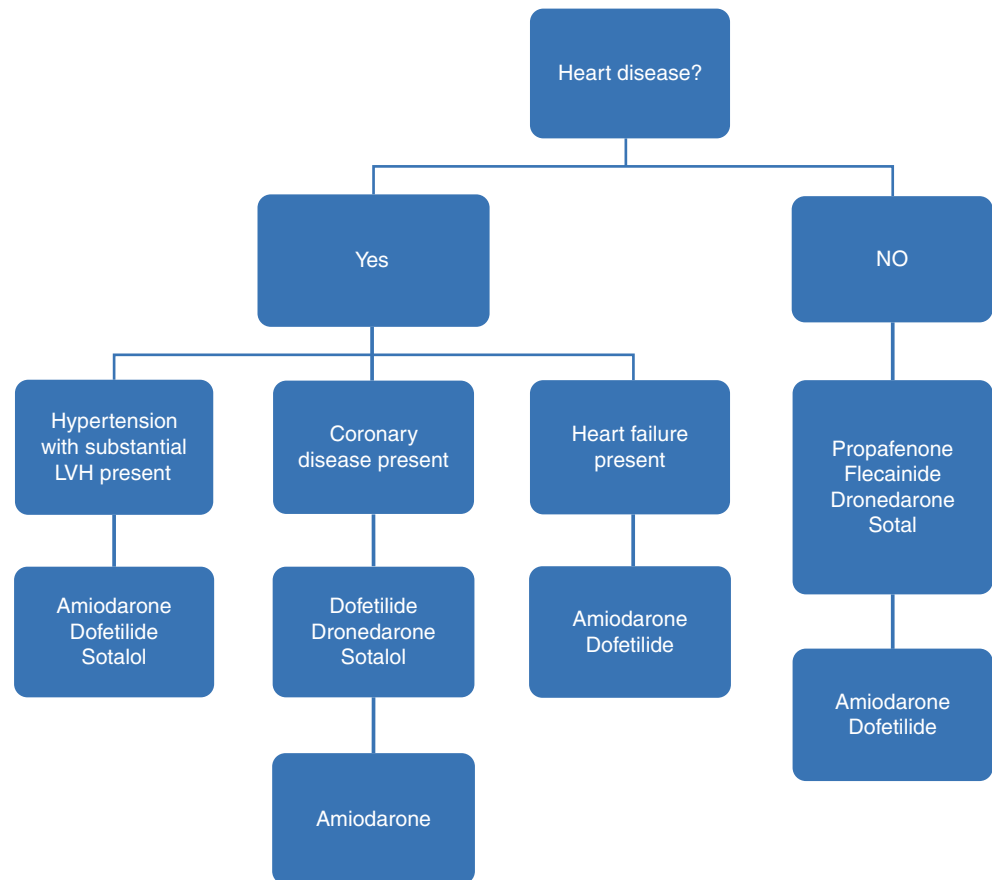 Heart disease?
Yes
NO
Hypertension
with substantial
LVH present
Coronary
disease present
Heart failure
present
Propafenone
Flecainide
Dronedarone
Sotal
Amiodarone
Dofetilide
Sotalol
Dofetilide
Dronedarone
Sotalol
Amiodarone
Dofetilide
Amiodarone
Dofetilide
Amiodarone